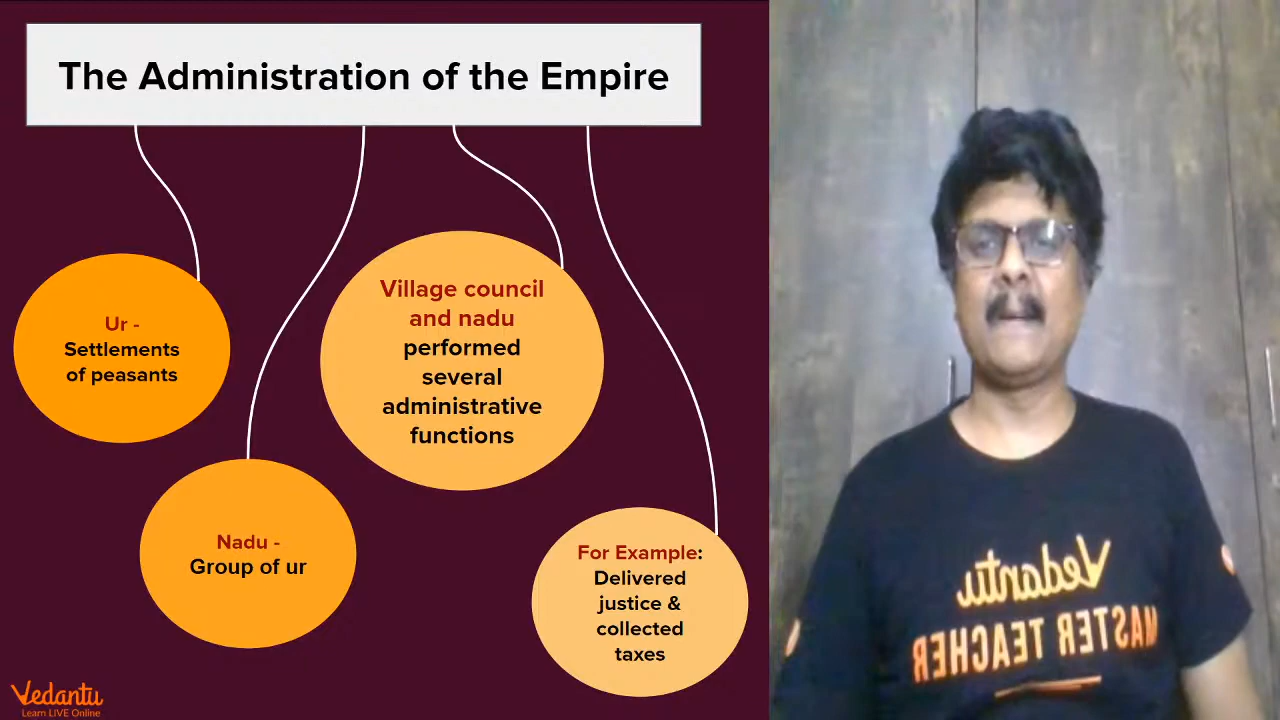 The Administration of the Empire
Ur -
Settlements
of peasants
Nadu -
Group of ur
Village council
and nadu
performed
several
administrative
functions
For Example:
Delivered
justice &
collected
taxes
Vedantu
Learn LIVE Online
Vedantu
MASTER TEACHER